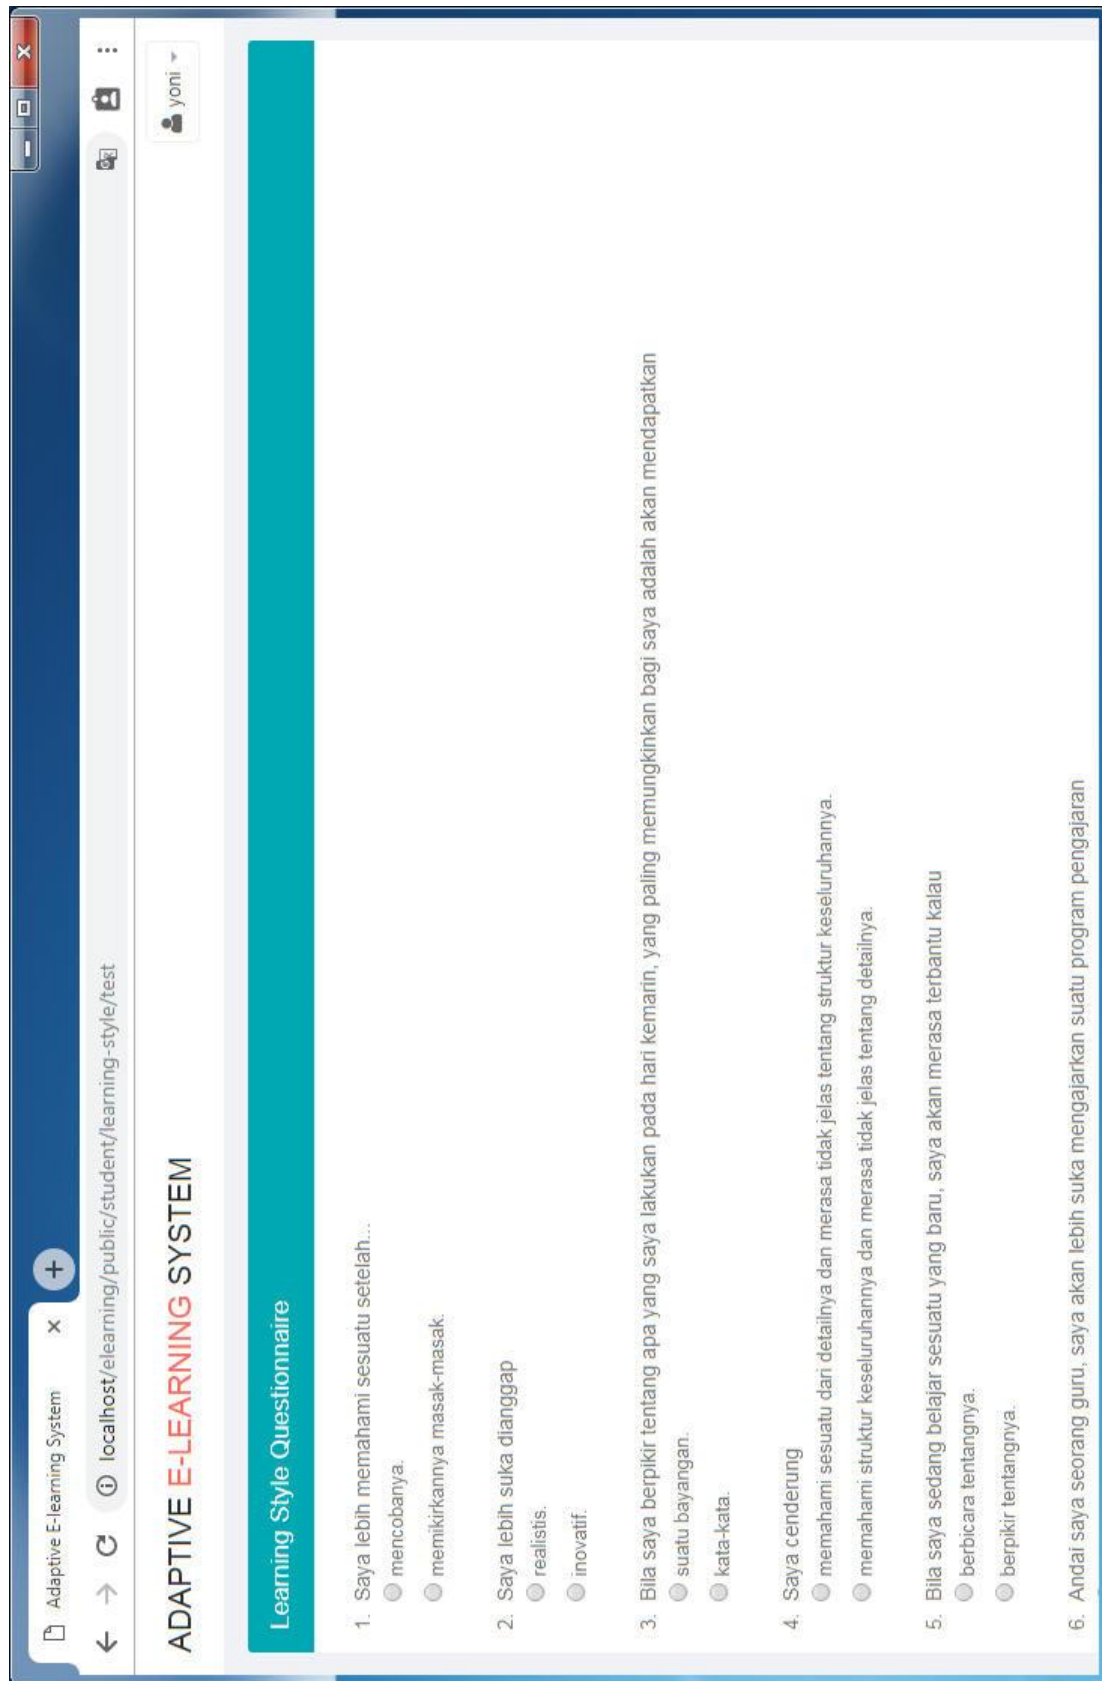 Adaptive E-learning System
localhost/elearning/public/student/learning-style/test
ADAPTIVE E-LEARNING SYSTEM
yoni
Learning Style Questionnaire
1. Saya lebih memahami sesuatu setelah...
mencobanya.
memikirkannya masak-masak.
2. Saya lebih suka dianggap
realistis.
inovatif.
3. Bila saya berpikir tentang apa yang saya lakukan pada hari kemarin, yang paling memungkinkan bagi saya adalah akan mendapatkan
suatu bayangan.
kata-kata.
4. Saya cenderung
memahami sesuatu dari detailnya dan merasa tidak jelas tentang struktur keseluruhannya.
memahami struktur keseluruhannya dan merasa tidak jelas tentang detailnya.
5. Bila saya sedang belajar sesuatu yang baru, saya akan merasa terbantu kalau
berbicara tentangnya.
berpikir tentangnya.
6. Andai saya seorang guru, saya akan lebih suka mengajarkan suatu program pengajaran